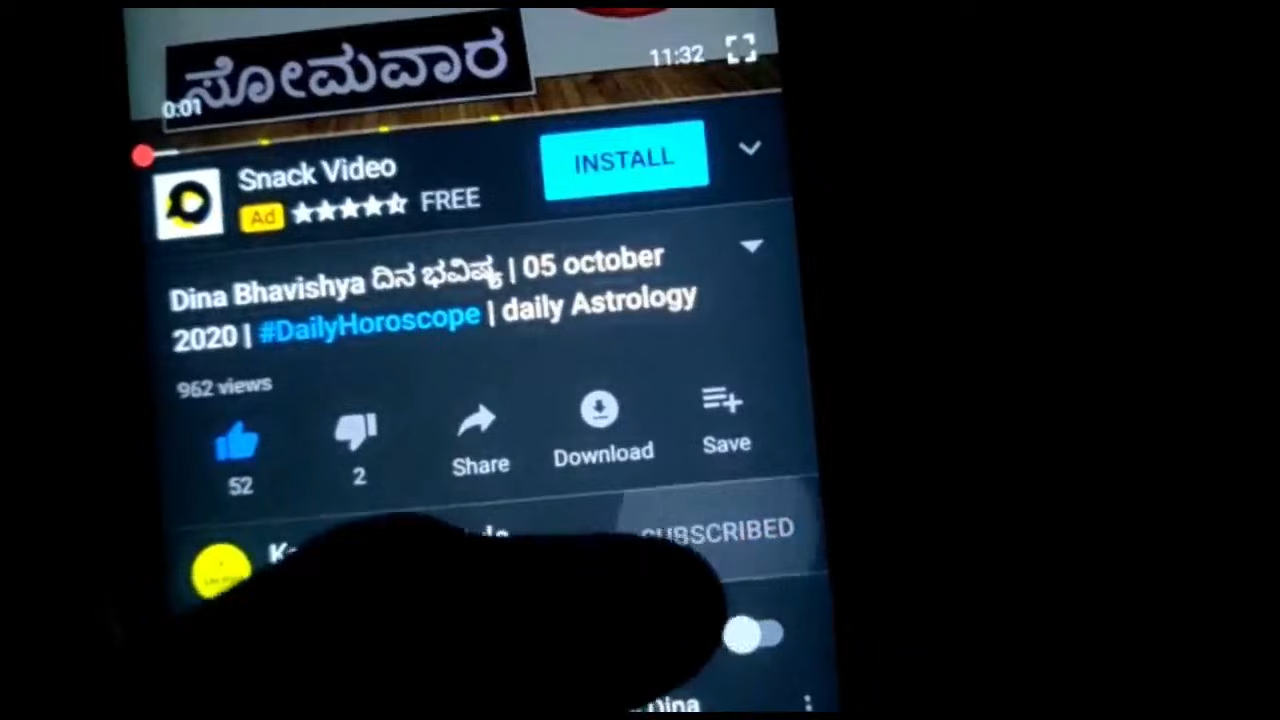 ಸೋಮವಾರ
11:32
0:01
Snack Video
INSTALL
Ad
FREE
Dina Bhavishya ದಿನ ಭವಿಷ್ಯ | 05 october
2020 | #DailyHoroscope | daily Astrology
962 views
52
2
Share
Download
Save
SUBSCRIBED
Dina